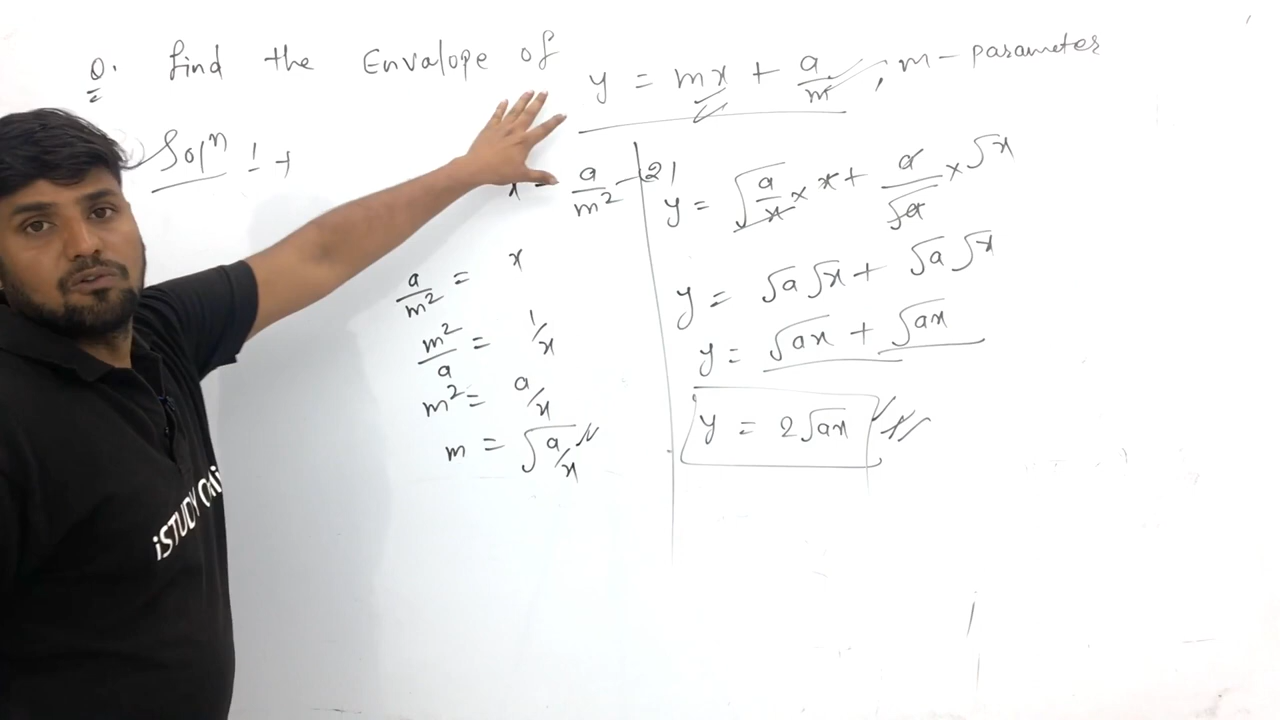 Q. find the Envalope of y = mx + a/m , m - parameter
Solⁿ :-
a/m² - (2)
a/m² = x
m²/a = 1/x
m² = a/x
m = √a/x
y = √a/x × x + a/√a × √x
y = √a √x + √a √x
y = √ax + √ax
y = 2√ax
iSTUDY